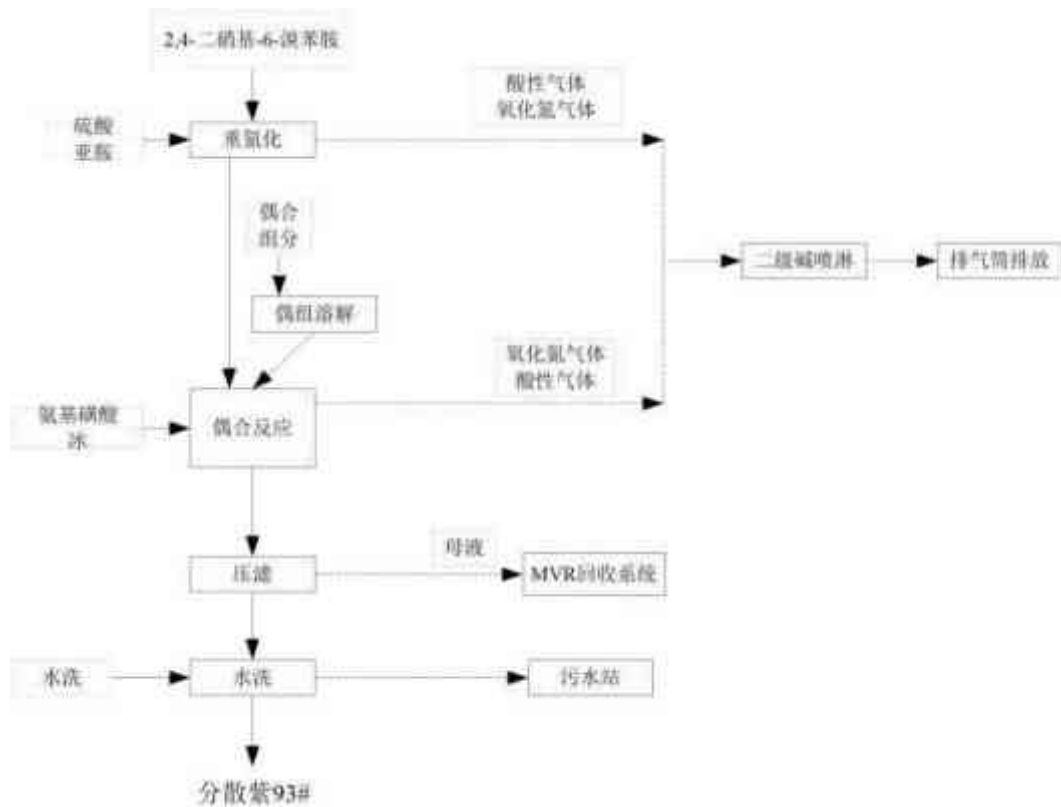 2,4-二硝基-6-溴苯胺
酸性气体
氧化氮气体
硫酸
亚胺
重氮化
偶合
组分
二级碱喷淋
排气筒排放
偶组溶解
氧化氮气体
酸性气体
氨基磺酸
冰
偶合反应
母液
压滤
MVR回收系统
水洗
水洗
污水站
分散紫93#